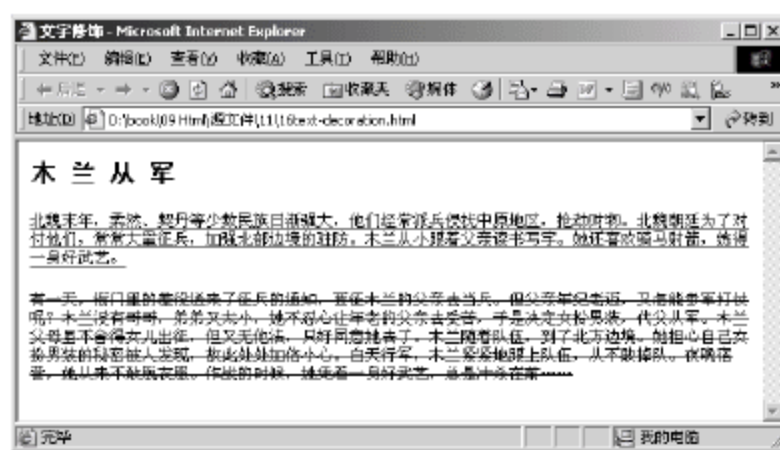 文字修饰 - Microsoft Internet Explorer
文件(F) 编辑(E) 查看(V) 收藏(A) 工具(T) 帮助(H)
后退 搜索 收藏夹 媒体
地址(D) D:\book\09 Html\源文件\11\16text-decoration.html 转到
木 兰 从 军
北魏末年，柔然、契丹等少数民族日渐强大，他们经常派兵侵扰中原地区，抢劫财物。北魏朝廷为了对
付他们，常常大量征兵，加强北部边境的驻防。木兰从小跟着父亲读书写字。她还喜欢骑马射箭，练得
一身好武艺。
有一天，衙门里的差役送来了征兵的通知，要征木兰的父亲去当兵。但父亲年纪老迈，又怎能参军打仗
呢？木兰没有哥哥，弟弟又太小，她不忍心让年老的父亲去受苦，于是决定女扮男装，代父从军。木兰
父母虽不舍得女儿出征，但又无他法，只好同意她去了。木兰随着队伍，到了北方边境。她担心自己女
扮男装的秘密被人发现，故此处处加倍小心。白天行军，木兰紧紧地跟上队伍，从不敢掉队。夜晚宿
营，她从来不敢脱衣服。作战的时候，她凭着一身好武艺，总是冲杀在前……
完毕 我的电脑